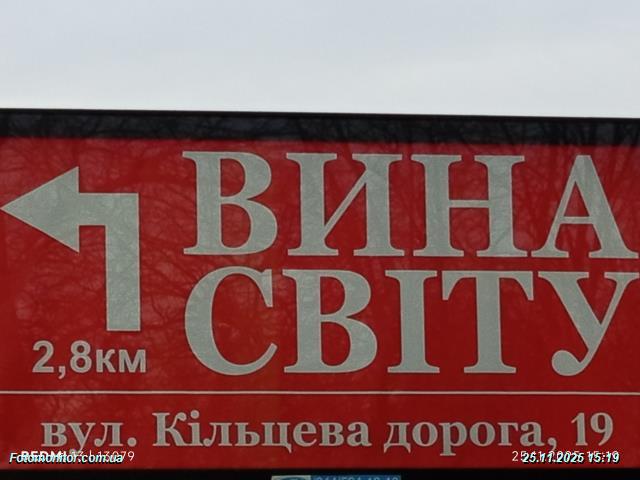 ВИНА
СВІТУ
2,8км
вул. Кільцева дорога, 19
Fotomonitor.com.ua
25.11.2025 15:19